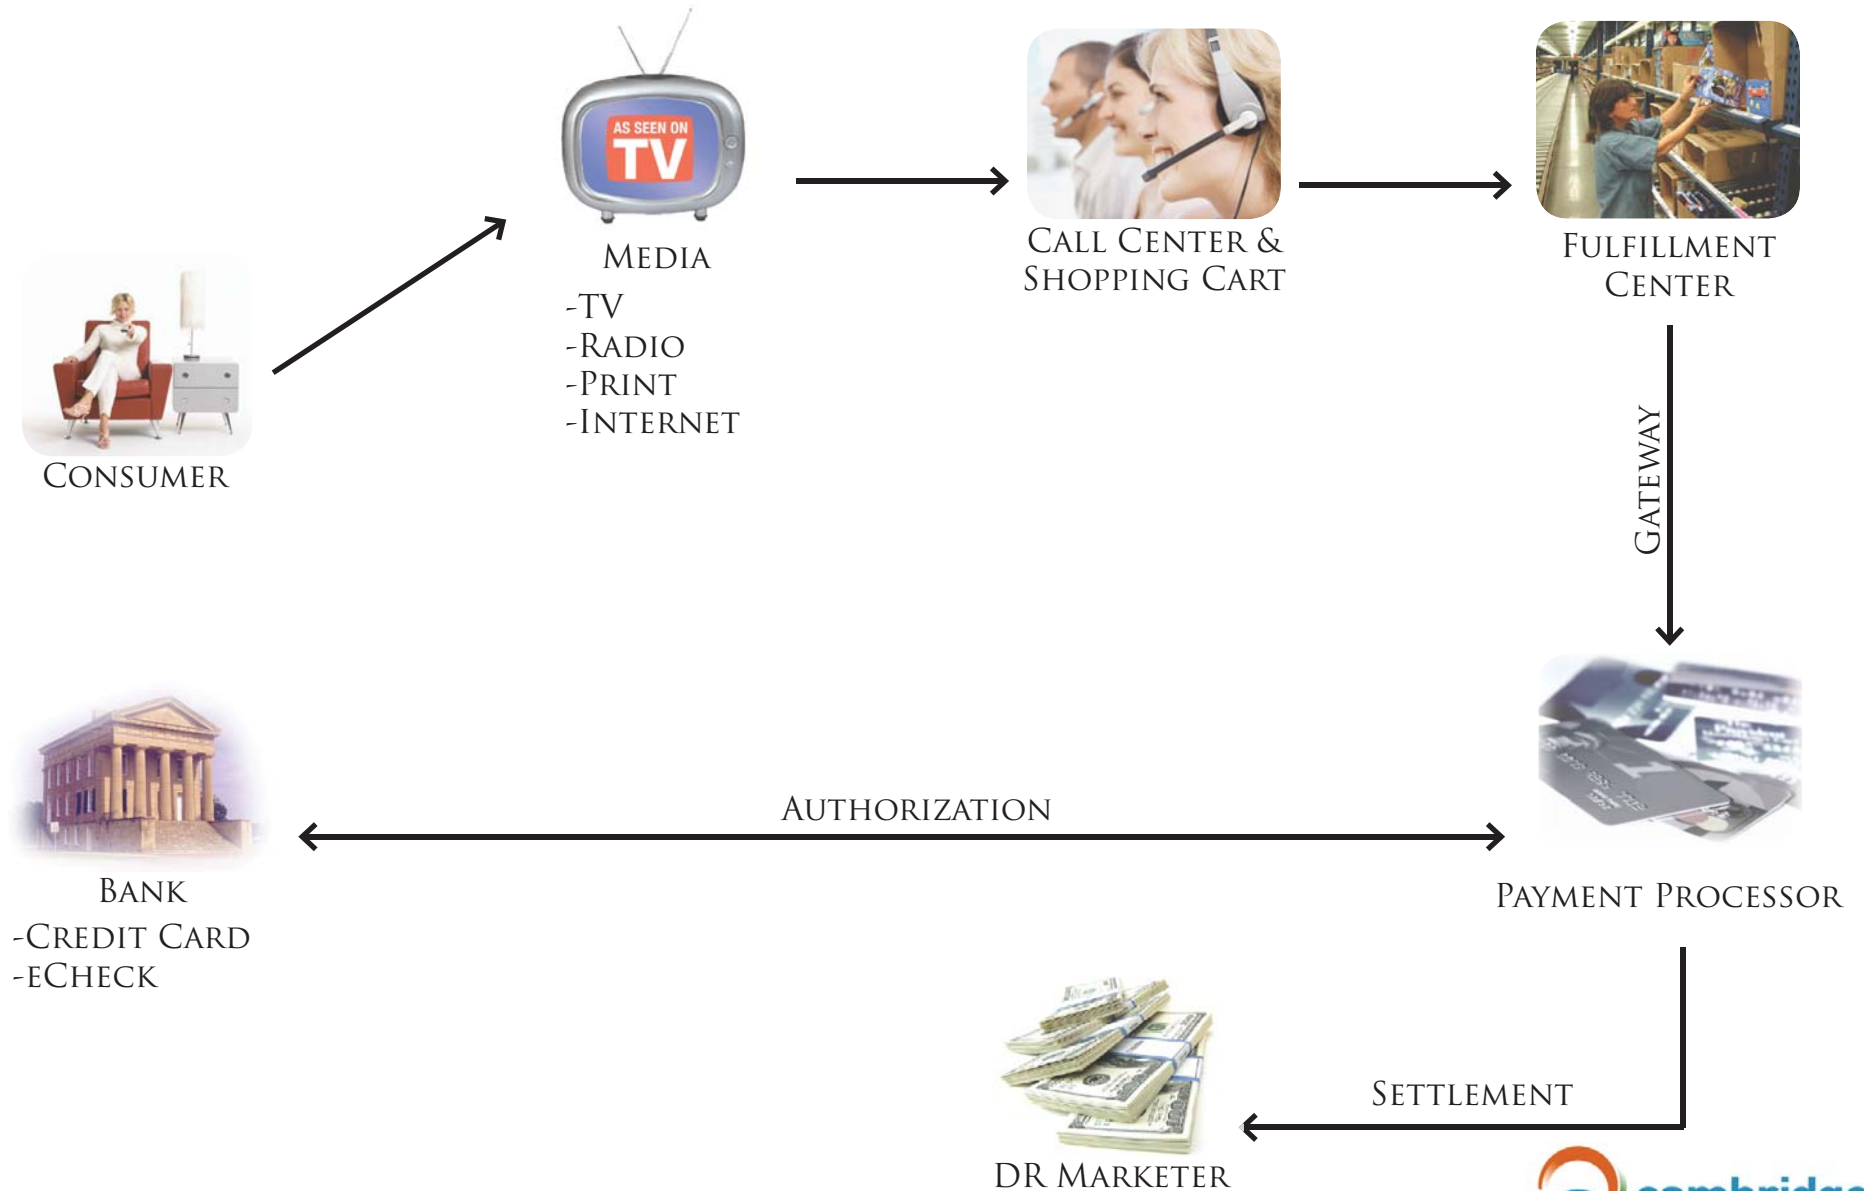 AS SEEN ON
TV
Media
-TV
-Radio
-Print
-Internet
Call Center &
Shopping Cart
Fulfillment
Center
Consumer
Gateway
Authorization
Bank
-Credit Card
-eCheck
Payment Processor
Settlement
DR Marketer